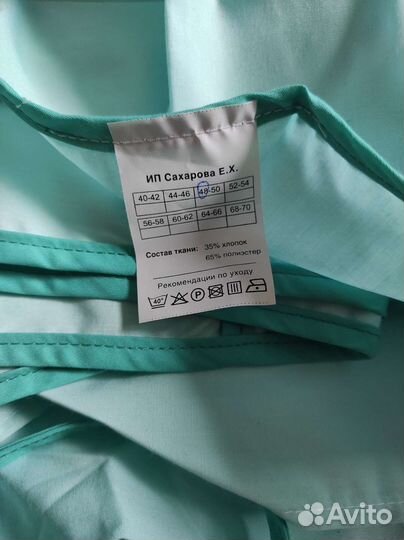 ИП Сахарова Е.Х.
40-42 44-46 48-50 52-54
56-58 60-62 64-66 68-70
Состав ткани: 35% хлопок
65% полиэстер
Рекомендации по уходу
40° P
Avito